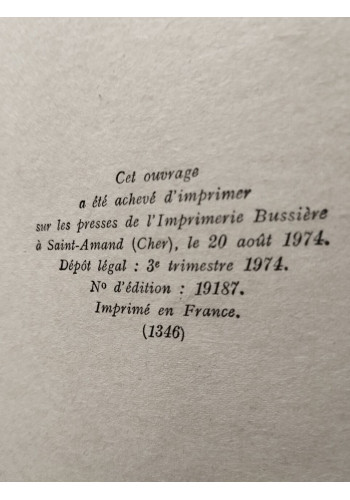 Cet ouvrage
a été achevé d'imprimer
sur les presses de l'Imprimerie Bussière
à Saint-Amand (Cher), le 20 août 1974.
Dépôt légal : 3e trimestre 1974.
No d'édition : 19187.
Imprimé en France.
(1346)